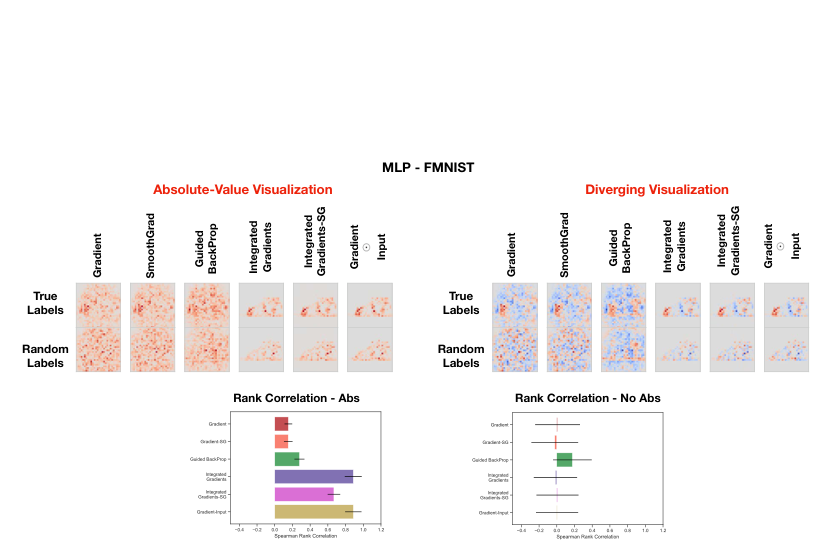 MLP - FMNIST
Absolute-Value Visualization
Gradient
SmoothGrad
Guided
BackProp
Integrated
Gradients
Integrated
Gradients-SG
Gradient ⊙ Input
True
Labels
Random
Labels
Rank Correlation - Abs
Gradient
Gradient-SG
Guided BackProp
Integrated
Gradients
Integrated
Gradients-SG
Gradient-Input
−0.4 −0.2 0.0 0.2 0.4 0.6 0.8 1.0 1.2
Spearman Rank Correlation
Diverging Visualization
Gradient
SmoothGrad
Guided
BackProp
Integrated
Gradients
Integrated
Gradients-SG
Gradient ⊙ Input
True
Labels
Random
Labels
Rank Correlation - No Abs
Gradient
Gradient-SG
Guided BackProp
Integrated
Gradients
Integrated
Gradients-SG
Gradient-Input
−0.4 −0.2 0.0 0.2 0.4 0.6 0.8 1.0 1.2
Spearman Rank Correlation